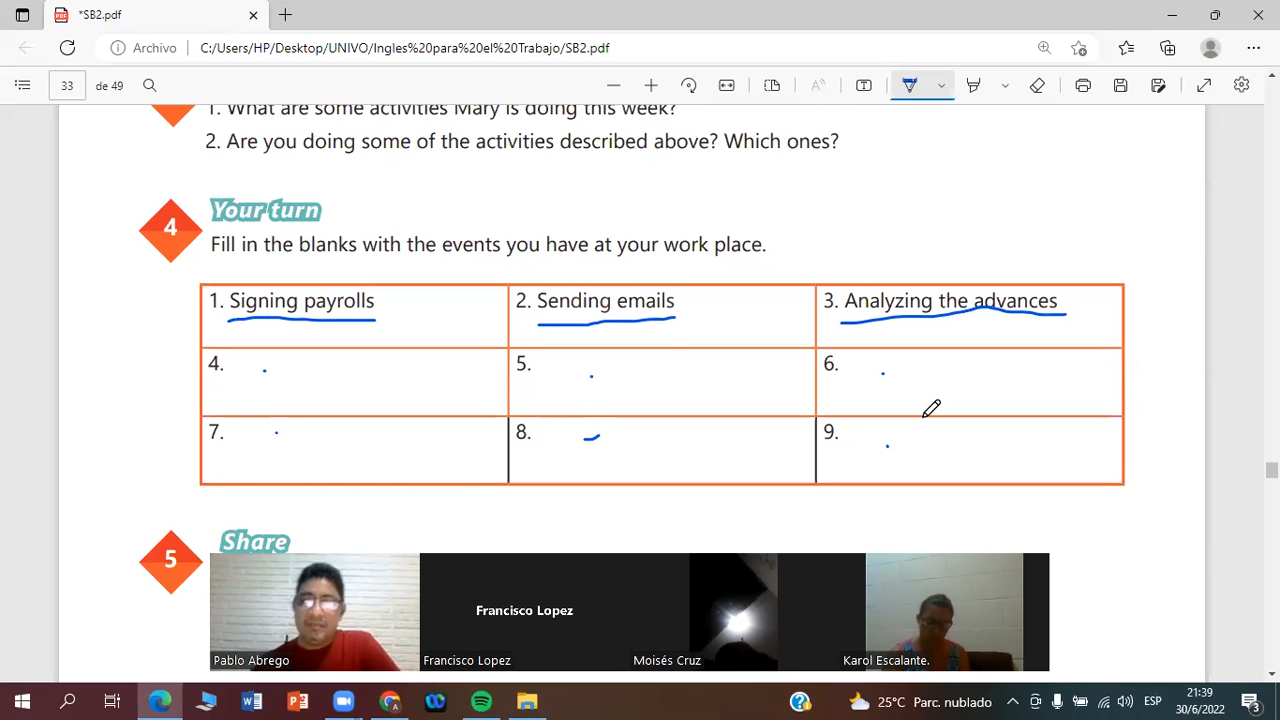 *SB2.pdf
Archivo
C:/Users/HP/Desktop/UNIVO/Ingles%20para%20el%20Trabajo/SB2.pdf
33 de 49
1. What are some activities Mary is doing this week?
2. Are you doing some of the activities described above? Which ones?
4 Your turn
Fill in the blanks with the events you have at your work place.
1. Signing payrolls 2. Sending emails 3. Analyzing the advances
4. 5. 6.
7. 8. 9.
5 Share
Francisco Lopez
Pablo Abrego Francisco Lopez Moisés Cruz Karol Escalante.
25°C Parc. nublado ESP 21:39
30/6/2022 3